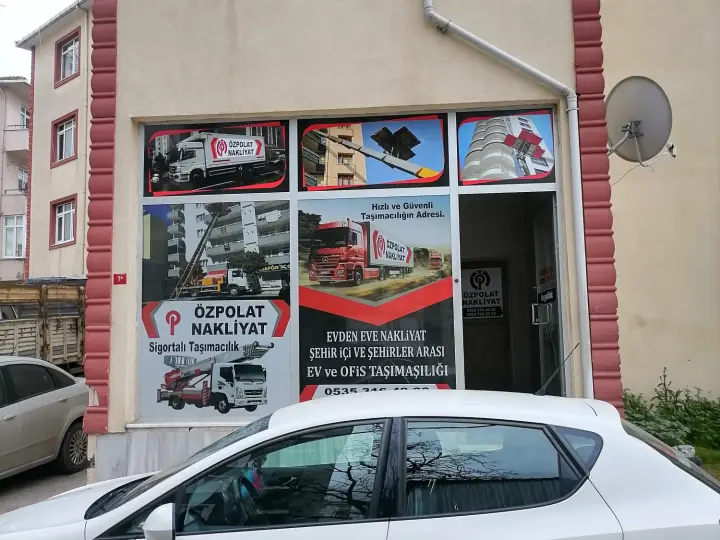 ÖZPOLAT
NAKLİYAT
Hızlı ve Güvenli
Taşımacılığın Adresi.
ÖZPOLAT
NAKLİYAT
ÖZPOLAT
NAKLİYAT
Sigortalı Taşımacılık
EVDEN EVE NAKLİYAT
ŞEHİR İÇİ VE ŞEHİRLER ARASI
EV ve OFİS TAŞIMAŞILIĞI
ÖZPOLAT
NAKLİYAT